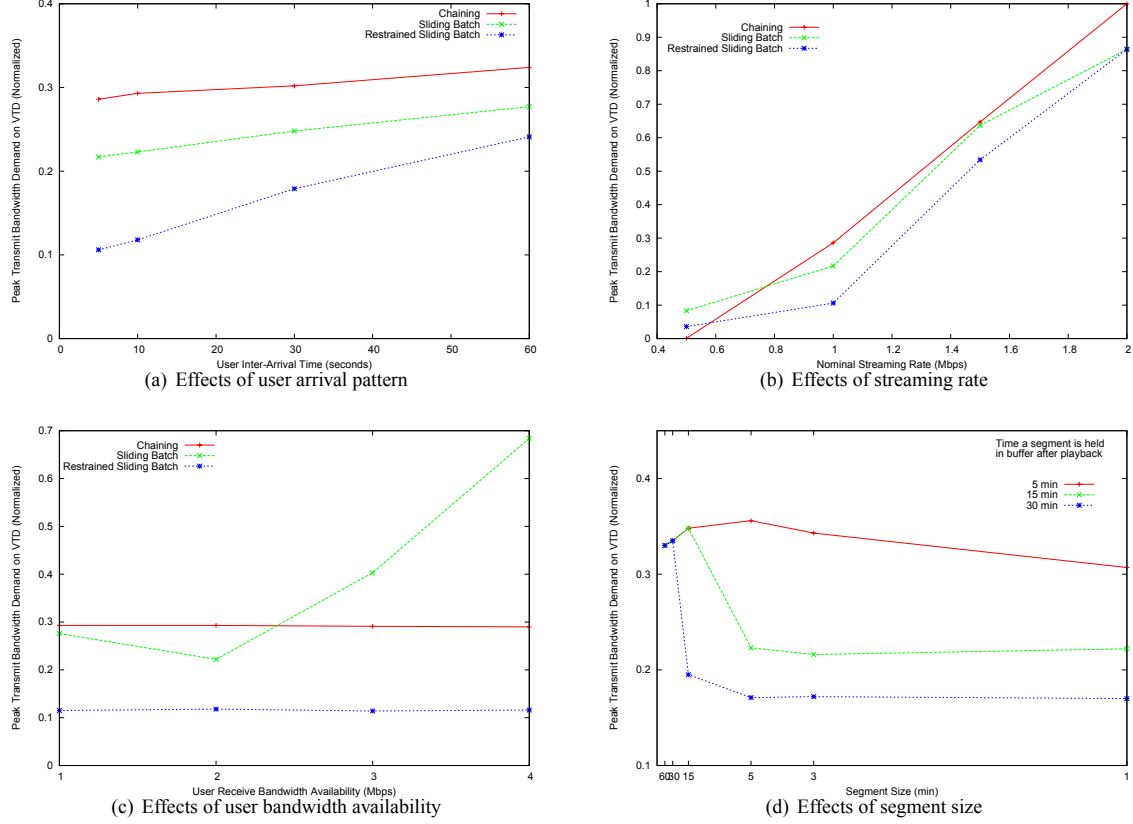 0.4
0.3
0.2
0.1
0
0 10 20 30 40 50 60
Peak Transmit Bandwidth Demand on VTD (Normalized)
User Inter-Arrival Time (seconds)
Chaining
Sliding Batch
Restrained Sliding Batch
(a) Effects of user arrival pattern
1
0.9
0.8
0.7
0.6
0.5
0.4
0.3
0.2
0.1
0
0.4 0.6 0.8 1 1.2 1.4 1.6 1.8 2
Peak Transmit Bandwidth Demand on VTD (Normalized)
Nominal Streaming Rate (Mbps)
Chaining
Sliding Batch
Restrained Sliding Batch
(b) Effects of streaming rate
0.7
0.6
0.5
0.4
0.3
0.2
0.1
0
1 2 3 4
Peak Transmit Bandwidth Demand on VTD (Normalized)
User Receive Bandwidth Availability (Mbps)
Chaining
Sliding Batch
Restrained Sliding Batch
(c) Effects of user bandwidth availability
0.4
0.3
0.2
0.1
60 30 15 5 3 1
Peak Transmit Bandwidth Demand on VTD (Normalized)
Segment Size (min)
Time a segment is held
in buffer after playback
5 min
15 min
30 min
(d) Effects of segment size